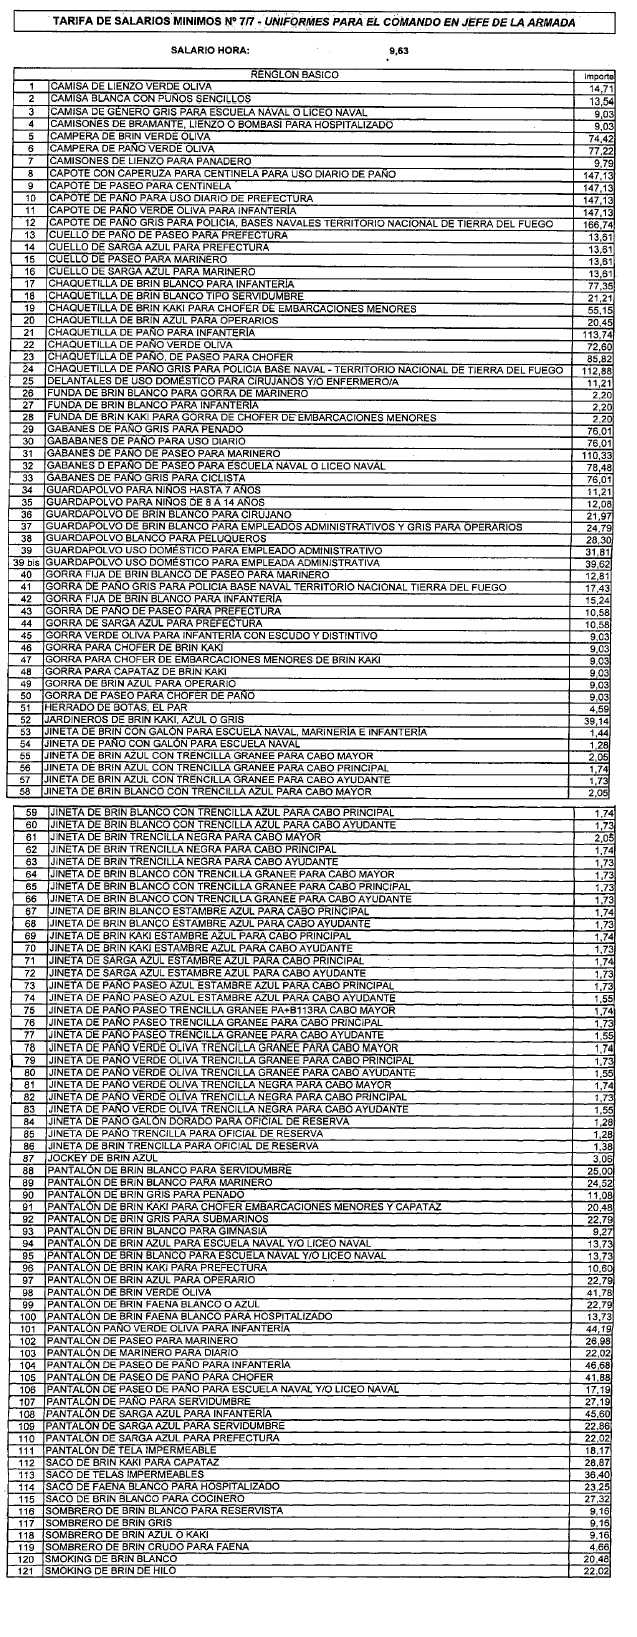 TARIFA DE SALARIOS MINIMOS Nº 7/7 - UNIFORMES PARA EL COMANDO EN JEFE DE LA ARMADA
SALARIO HORA: 9,63
RENGLON BASICO importe
1 CAMISA DE LIENZO VERDE OLIVA 14,71
2 CAMISA BLANCA CON PUÑOS SENCILLOS 13,54
3 CAMISA DE GÉNERO GRIS PARA ESCUELA NAVAL O LICEO NAVAL 9,03
4 CAMISONES DE BRAMANTE, LIENZO O BOMBASI PARA HOSPITALIZADO 9,03
5 CAMPERA DE BRIN VERDE OLIVA 74,42
6 CAMPERA DE PAÑO VERDE OLIVA 77,22
7 CAMISONES DE LIENZO PARA PANADERO 9,79
8 CAPOTE CON CAPERUZA PARA CENTINELA PARA USO DIARIO DE PAÑO 147,13
9 CAPOTE DE PASEO PARA CENTINELA 147,13
10 CAPOTE DE PAÑO PARA USO DIARIO DE PREFECTURA 147,13
11 CAPOTE DE PAÑO VERDE OLIVA PARA INFANTERÍA 147,13
12 CAPOTE DE PAÑO GRIS PARA POLICIA, BASES NAVALES TERRITORIO NACIONAL DE TIERRA DEL FUEGO 166,74
13 CUELLO DE PAÑO DE PASEO PARA PREFECTURA 13,61
14 CUELLO DE SARGA AZUL PARA PREFECTURA 13,61
15 CUELLO DE PASEO PARA MARINERO 13,61
16 CUELLO DE SARGA AZUL PARA MARINERO 13,61
17 CHAQUETILLA DE BRIN BLANCO PARA INFANTERÍA 77,35
18 CHAQUETILLA DE BRIN BLANCO TIPO SERVIDUMBRE 21,21
19 CHAQUETILLA DE BRIN KAKI PARA CHOFER DE EMBARCACIONES MENORES 55,15
20 CHAQUETILLA DE BRIN AZUL PARA OPERARIOS 20,45
21 CHAQUETILLA DE PAÑO PARA INFANTERÍA 113,74
22 CHAQUETILLA DE PAÑO VERDE OLIVA 72,60
23 CHAQUETILLA DE PAÑO, DE PASEO PARA CHOFER 85,82
24 CHAQUETILLA DE PAÑO GRIS PARA POLICIA BASE NAVAL - TERRITORIO NACIONAL DE TIERRA DEL FUEGO 112,88
25 DELANTALES DE USO DOMÉSTICO PARA CIRUJANOS Y/O ENFERMERO/A 11,21
26 FUNDA DE BRIN BLANCO PARA GORRA DE MARINERO 2,20
27 FUNDA DE BRIN BLANCO PARA INFANTERÍA 2,20
28 FUNDA DE BRIN KAKI PARA GORRA DE CHOFER DE EMBARCACIONES MENORES 2,20
29 GABANES DE PAÑO GRIS PARA PENADO 76,01
30 GABABANES DE PAÑO PARA USO DIARIO 76,01
31 GABANES DE PAÑO DE PASEO PARA MARINERO 110,33
32 GABANES D EPAÑO DE PASEO PARA ESCUELA NAVAL O LICEO NAVAL 78,48
33 GABANES DE PAÑO GRIS PARA CICLISTA 76,01
34 GUARDAPOLVO PARA NIÑOS HASTA 7 AÑOS 11,21
35 GUARDAPOLVO PARA NIÑOS DE 8 A 14 AÑOS 12,08
36 GUARDAPOLVO DE BRIN BLANCO PARA CIRUJANO 21,97
37 GUARDAPOLVO DE BRIN BLANCO PARA EMPLEADOS ADMINISTRATIVOS Y GRIS PARA OPERARIOS 24,79
38 GUARDAPOLVO BLANCO PARA PELUQUEROS 28,30
39 GUARDAPOLVO USO DOMÉSTICO PARA EMPLEADO ADMINISTRATIVO 31,81
39 bis GUARDAPOLVO USO DOMÉSTICO PARA EMPLEADA ADMINISTRATIVA 39,62
40 GORRA FIJA DE BRIN BLANCO DE PASEO PARA MARINERO 12,81
41 GORRA DE PAÑO GRIS PARA POLICIA BASE NAVAL TERRITORIO NACIONAL TIERRA DEL FUEGO 17,43
42 GORRA FIJA DE BRIN BLANCO PARA INFANTERÍA 15,24
43 GORRA DE PAÑO DE PASEO PARA PREFECTURA 10,58
44 GORRA DE SARGA AZUL PARA PREFECTURA 10,58
45 GORRA VERDE OLIVA PARA INFANTERÍA CON ESCUDO Y DISTINTIVO 9,03
46 GORRA PARA CHOFER DE BRIN KAKI 9,03
47 GORRA PARA CHOFER DE EMBARCACIONES MENORES DE BRIN KAKI 9,03
48 GORRA PARA CAPATAZ DE BRIN KAKI 9,03
49 GORRA DE BRIN AZUL PARA OPERARIO 9,03
50 GORRA DE PASEO PARA CHOFER DE PAÑO 9,03
51 HERRADO DE BOTAS, EL PAR 4,59
52 JARDINEROS DE BRIN KAKI, AZUL O GRIS 39,14
53 JINETA DE BRIN CON GALÓN PARA ESCUELA NAVAL, MARINERÍA E INFANTERÍA 1,44
54 JINETA DE PAÑO CON GALÓN PARA ESCUELA NAVAL 1,28
55 JINETA DE BRIN AZUL CON TRENCILLA GRANEE PARA CABO MAYOR 2,05
56 JINETA DE BRIN AZUL CON TRENCILLA GRANEE PARA CABO PRINCIPAL 1,74
57 JINETA DE BRIN AZUL CON TRENCILLA GRANEE PARA CABO AYUDANTE 1,73
58 JINETA DE BRIN BLANCO CON TRENCILLA AZUL PARA CABO MAYOR 2,05
59 JINETA DE BRIN BLANCO CON TRENCILLA AZUL PARA CABO PRINCIPAL 1,74
60 JINETA DE BRIN BLANCO CON TRENCILLA AZUL PARA CABO AYUDANTE 1,73
61 JINETA DE BRIN TRENCILLA NEGRA PARA CABO MAYOR 2,05
62 JINETA DE BRIN TRENCILLA NEGRA PARA CABO PRINCIPAL 1,74
63 JINETA DE BRIN TRENCILLA NEGRA PARA CABO AYUDANTE 1,73
64 JINETA DE BRIN BLANCO CON TRENCILLA GRANEE PARA CABO MAYOR 1,73
65 JINETA DE BRIN BLANCO CON TRENCILLA GRANEE PARA CABO PRINCIPAL 1,73
66 JINETA DE BRIN BLANCO CON TRENCILLA GRANEE PARA CABO AYUDANTE 1,73
67 JINETA DE BRIN BLANCO ESTAMBRE AZUL PARA CABO PRINCIPAL 1,74
68 JINETA DE BRIN BLANCO ESTAMBRE AZUL PARA CABO AYUDANTE 1,73
69 JINETA DE BRIN KAKI ESTAMBRE AZUL PARA CABO PRINCIPAL 1,74
70 JINETA DE BRIN KAKI ESTAMBRE AZUL PARA CABO AYUDANTE 1,73
71 JINETA DE SARGA AZUL ESTAMBRE AZUL PARA CABO PRINCIPAL 1,74
72 JINETA DE SARGA AZUL ESTAMBRE AZUL PARA CABO AYUDANTE 1,73
73 JINETA DE PAÑO PASEO AZUL ESTAMBRE AZUL PARA CABO PRINCIPAL 1,73
74 JINETA DE PAÑO PASEO AZUL ESTAMBRE AZUL PARA CABO AYUDANTE 1,55
75 JINETA DE PAÑO PASEO TRENCILLA GRANEE PA+B113RA CABO MAYOR 1,74
76 JINETA DE PAÑO PASEO TRENCILLA GRANEE PARA CABO PRINCIPAL 1,73
77 JINETA DE PAÑO PASEO TRENCILLA GRANEE PARA CABO AYUDANTE 1,55
78 JINETA DE PAÑO VERDE OLIVA TRENCILLA GRANEE PARA CABO MAYOR 1,74
79 JINETA DE PAÑO VERDE OLIVA TRENCILLA GRANEE PARA CABO PRINCIPAL 1,73
80 JINETA DE PAÑO VERDE OLIVA TRENCILLA GRANEE PARA CABO AYUDANTE 1,55
81 JINETA DE PAÑO VERDE OLIVA TRENCILLA NEGRA PARA CABO MAYOR 1,74
82 JINETA DE PAÑO VERDE OLIVA TRENCILLA NEGRA PARA CABO PRINCIPAL 1,73
83 JINETA DE PAÑO VERDE OLIVA TRENCILLA NEGRA PARA CABO AYUDANTE 1,55
84 JINETA DE PAÑO GALÓN DORADO PARA OFICIAL DE RESERVA 1,28
85 JINETA DE PAÑO TRENCILLA PARA OFICIAL DE RESERVA 1,28
86 JINETA DE BRIN TRENCILLA PARA OFICIAL DE RESERVA 1,38
87 JOCKEY DE BRIN AZUL 3,06
88 PANTALÓN DE BRIN BLANCO PARA SERVIDUMBRE 25,00
89 PANTALÓN DE BRIN BLANCO PARA MARINERO 24,52
90 PANTALÓN DE BRIN GRIS PARA PENADO 11,08
91 PANTALÓN DE BRIN KAKI PARA CHOFER EMBARCACIONES MENORES Y CAPATAZ 20,48
92 PANTALÓN DE BRIN GRIS PARA SUBMARINOS 22,79
93 PANTALÓN DE BRIN BLANCO PARA GIMNASIA 9,27
94 PANTALÓN DE BRIN AZUL PARA ESCUELA NAVAL Y/O LICEO NAVAL 13,73
95 PANTALÓN DE BRIN BLANCO PARA ESCUELA NAVAL Y/O LICEO NAVAL 13,73
96 PANTALÓN DE BRIN KAKI PARA PREFECTURA 10,60
97 PANTALÓN DE BRIN AZUL PARA OPERARIO 22,79
98 PANTALÓN DE BRIN VERDE OLIVA 41,78
99 PANTALÓN DE BRIN FAENA BLANCO O AZUL 22,79
100 PANTALÓN DE BRIN FAENA BLANCO PARA HOSPITALIZADO 13,73
101 PANTALÓN PAÑO VERDE OLIVA PARA INFANTERÍA 44,19
102 PANTALÓN DE PASEO PARA MARINERO 26,98
103 PANTALÓN DE MARINERO PARA DIARIO 22,02
104 PANTALÓN DE PASEO DE PAÑO PARA INFANTERÍA 46,68
105 PANTALÓN DE PASEO DE PAÑO PARA CHOFER 41,88
106 PANTALÓN DE PASEO DE PAÑO PARA ESCUELA NAVAL Y/O LICEO NAVAL 17,19
107 PANTALÓN DE PAÑO PARA SERVIDUMBRE 27,19
108 PANTALÓN DE SARGA AZUL PARA INFANTERÍA 45,60
109 PANTALÓN DE SARGA AZUL PARA SERVIDUMBRE 22,86
110 PANTALÓN DE SARGA AZUL PARA PREFECTURA 22,02
111 PANTALÓN DE TELA IMPERMEABLE 18,17
112 SACO DE BRIN KAKI PARA CAPATAZ 28,87
113 SACO DE TELAS IMPERMEABLES 36,40
114 SACO DE FAENA BLANCO PARA HOSPITALIZADO 23,25
115 SACO DE BRIN BLANCO PARA COCINERO 27,32
116 SOMBRERO DE BRIN BLANCO PARA RESERVISTA 9,16
117 SOMBRERO DE BRIN GRIS 9,16
118 SOMBRERO DE BRIN AZUL O KAKI 9,16
119 SOMBRERO DE BRIN CRUDO PARA FAENA 4,66
120 SMOKING DE BRIN BLANCO 20,48
121 SMOKING DE BRIN DE HILO 22,02